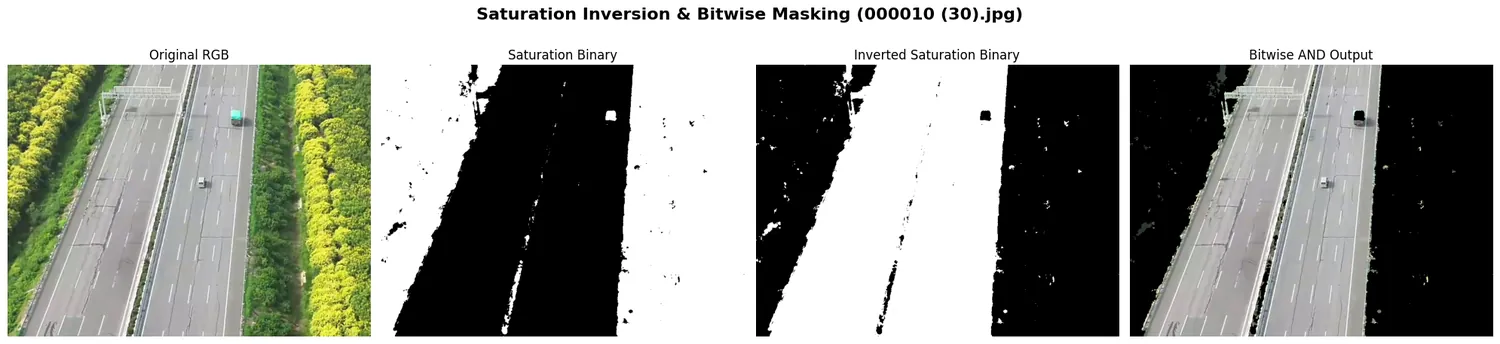 Saturation Inversion & Bitwise Masking (000010 (30).jpg)
Original RGB
Saturation Binary
Inverted Saturation Binary
Bitwise AND Output